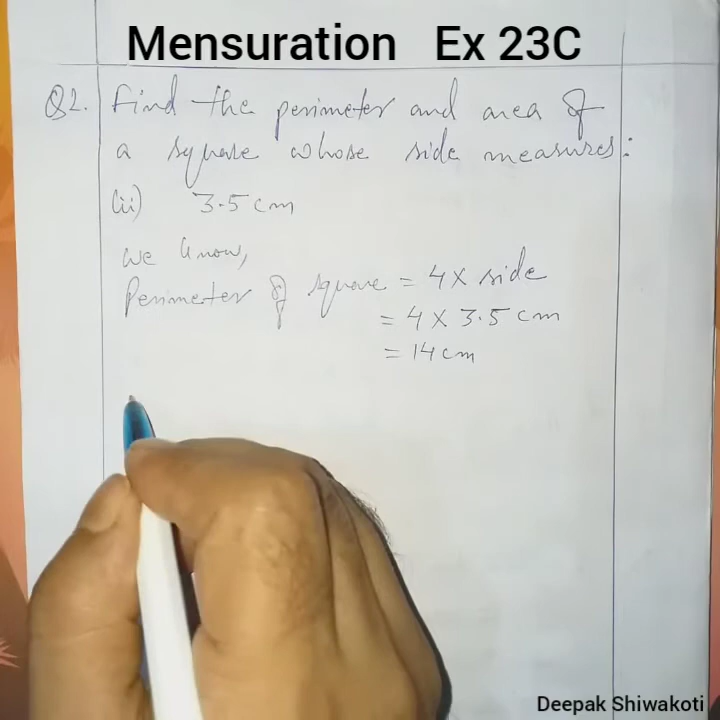 Mensuration Ex 23C
Q2. Find the perimeter and area of
a square whose side measures:
(ii) 3.5 cm
We know,
Perimeter of square = 4 × side
= 4 × 3.5 cm
= 14 cm
Deepak Shiwakoti